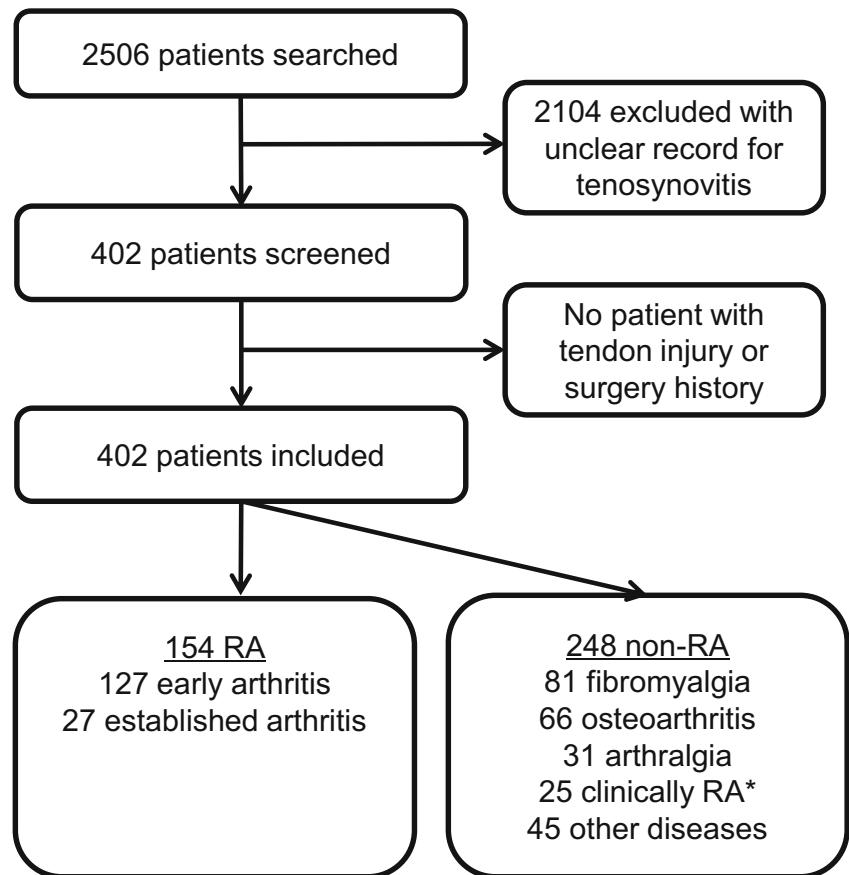 2506 patients searched
2104 excluded with
unclear record for
tenosynovitis
402 patients screened
No patient with
tendon injury or
surgery history
402 patients included
154 RA
127 early arthritis
27 established arthritis
248 non-RA
81 fibromyalgia
66 osteoarthritis
31 arthralgia
25 clinically RA*
45 other diseases